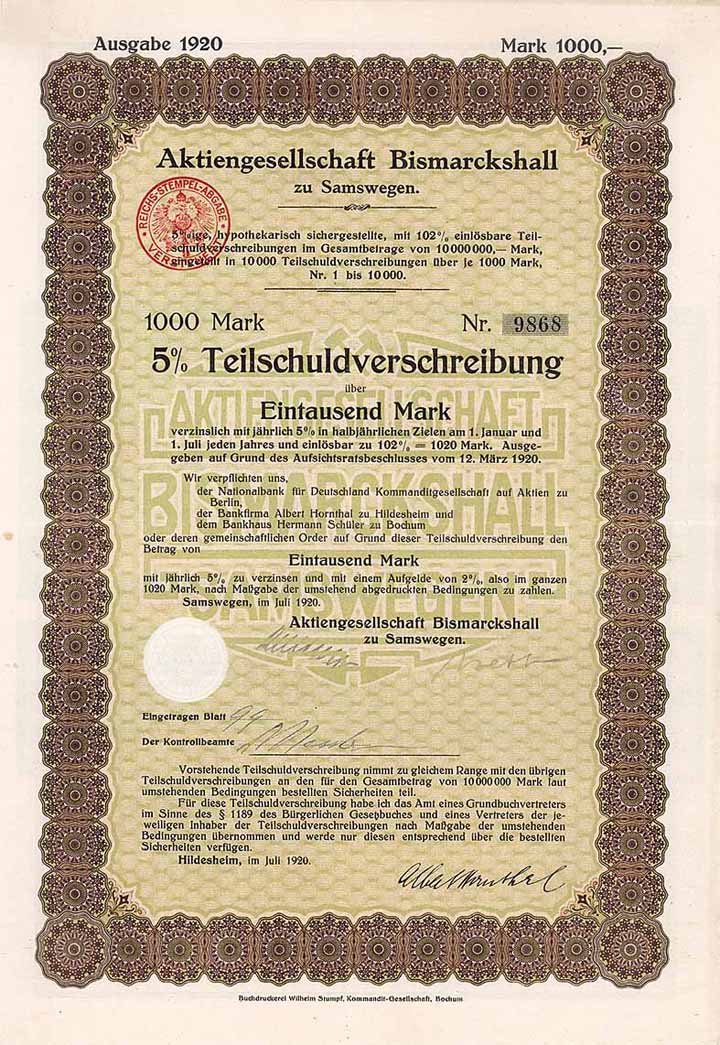 Ausgabe 1920
Mark 1000,—
Aktiengesellschaft Bismarckshall
zu Samswegen.
REICHS-STEMPEL-ABGABE
5%ige, hypothekarisch sichergestellte, mit 102% einlösbare Teil-
schuldverschreibungen im Gesamtbetrage von 10000000,— Mark,
eingeteilt in 10000 Teilschuldverschreibungen über je 1000 Mark,
Nr. 1 bis 10000.
1000 Mark
Nr. 9868
5% Teilschuldverschreibung
über
Eintausend Mark
verzinslich mit jährlich 5% in halbjährlichen Zielen am 1. Januar und
1. Juli jeden Jahres und einlösbar zu 102% = 1020 Mark. Ausge-
geben auf Grund des Aufsichtsratsbeschlusses vom 12. März 1920.
Wir verpflichten uns,
der Nationalbank für Deutschland Kommanditgesellschaft auf Aktien zu
Berlin,
der Bankfirma Albert Hornthal zu Hildesheim und
dem Bankhaus Hermann Schüler zu Bochum
oder deren gemeinschaftlichen Order auf Grund dieser Teilschuldverschreibung den
Betrag von
Eintausend Mark
mit jährlich 5% zu verzinsen und mit einem Aufgelde von 2%, also im ganzen
1020 Mark, nach Maßgabe der umstehend abgedruckten Bedingungen zu zahlen.
Samswegen, im Juli 1920.
Aktiengesellschaft Bismarckshall
zu Samswegen.
AKTIENGESELLSCHAFT
BISMARCKSHALL
SAMSWEGEN
Eingetragen Blatt 99
Der Kontrollbeamte
Vorstehende Teilschuldverschreibung nimmt zu gleichem Range mit den übrigen
Teilschuldverschreibungen an den für den Gesamtbetrag von 10000000 Mark laut
umstehenden Bedingungen bestellten Sicherheiten teil.
Für diese Teilschuldverschreibung habe ich das Amt eines Grundbuchvertreters
im Sinne des § 1189 des Bürgerlichen Gesetzbuches und eines Vertreters der je-
weiligen Inhaber der Teilschuldverschreibungen nach Maßgabe der umstehenden
Bedingungen übernommen und werde nur diesen entsprechend über die bestellten
Sicherheiten verfügen.
Hildesheim, im Juli 1920.
Albert Hornthal
Buchdruckerei Wilhelm Stumpf, Kommandit-Gesellschaft, Bochum